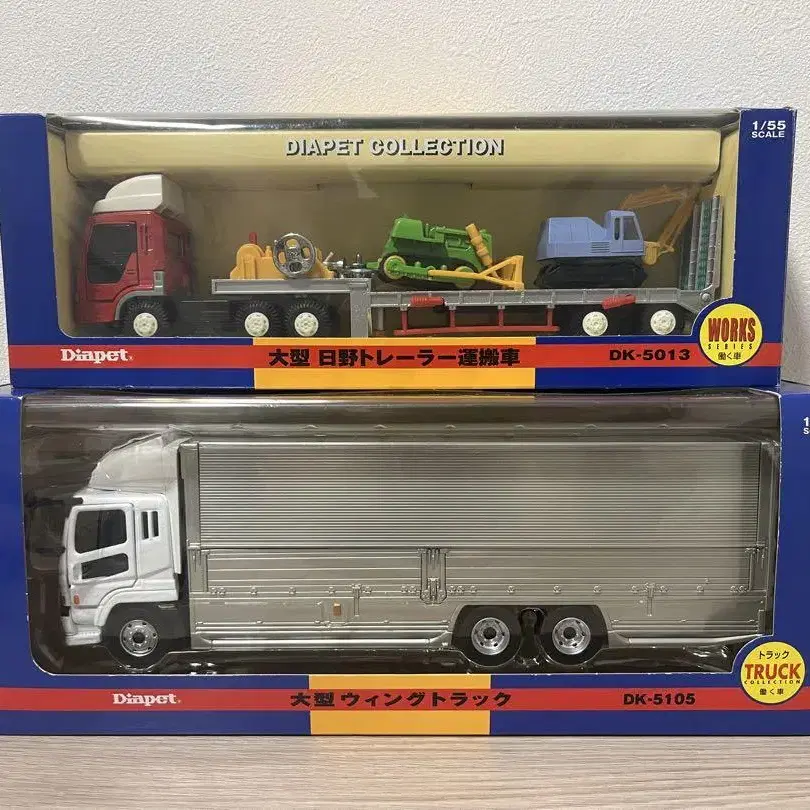 1/55
SCALE
DIAPET COLLECTION
WORKS
SERIES
働く車
Diapet
大型 日野トレーラー運搬車
DK-5013
トラック
TRUCK
COLLECTION
働く車
Diapet
大型 ウィングトラック
DK-5105